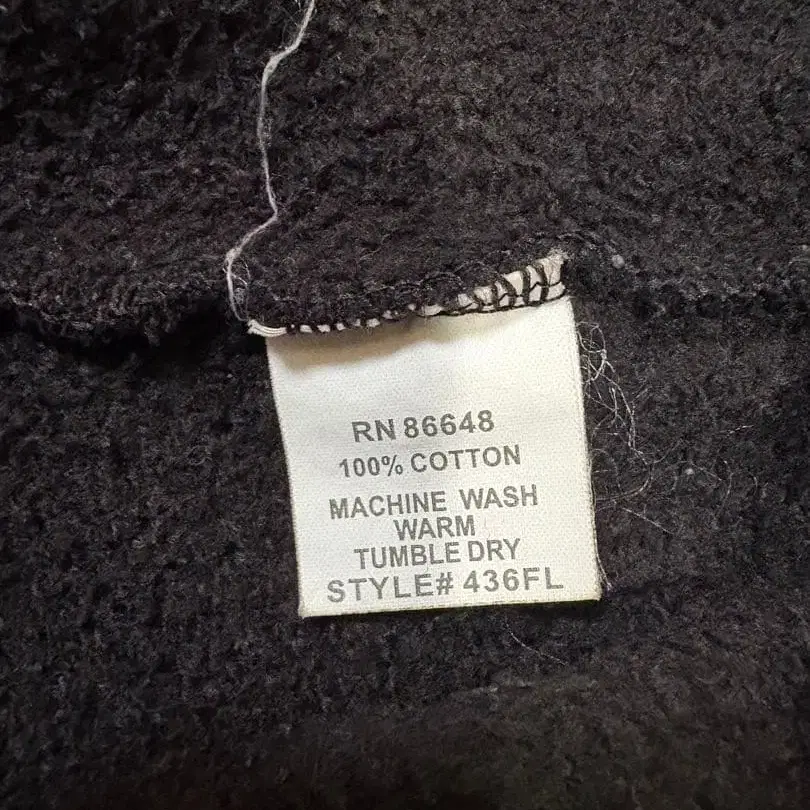 RN 86648
100% COTTON
MACHINE WASH
WARM
TUMBLE DRY
STYLE# 436FL